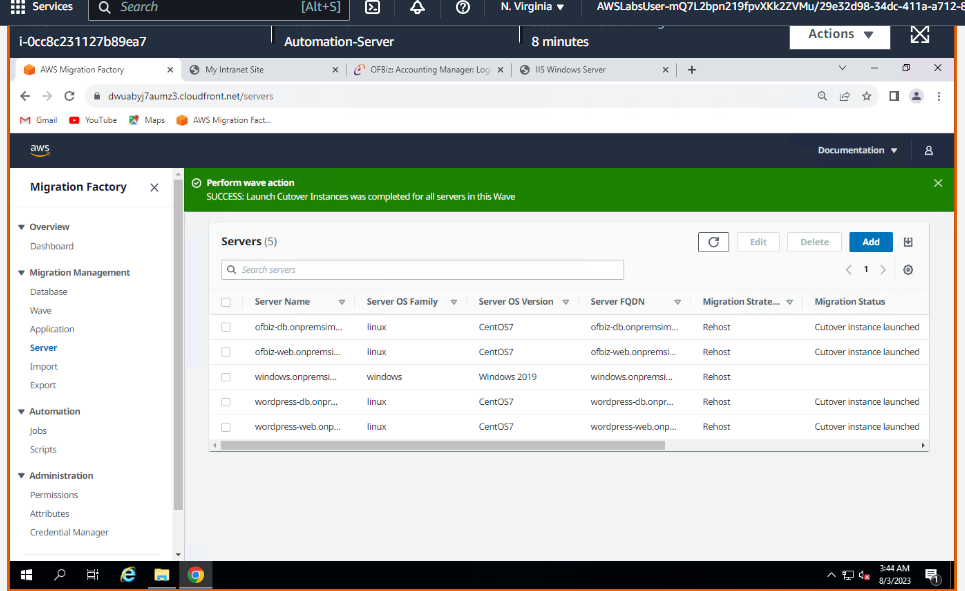 Services
Search
[Alt+S]
N. Virginia
AWSLabsUser-mQ7L2bpn219fpvXKk2ZVMu/29e32d98-34dc-411a-a712-8
i-0cc8c231127b89ea7
Automation-Server
8 minutes
Actions
AWS Migration Factory
My Intranet Site
OFBiz: Accounting Manager: Log
IIS Windows Server
dwuabyj7aumz3.cloudfront.net/servers
Gmail
YouTube
Maps
AWS Migration Fact...
aws
Documentation
Migration Factory
Perform wave action
SUCCESS: Launch Cutover Instances was completed for all servers in this Wave
Overview
Dashboard
Migration Management
Database
Wave
Application
Server
Import
Export
Automation
Jobs
Scripts
Administration
Permissions
Attributes
Credential Manager
Servers (5)
Edit
Delete
Add
Search servers
1
Server Name Server OS Family Server OS Version Server FQDN Migration Strate... Migration Status
ofbiz-db.onpremsim... linux CentOS7 ofbiz-db.onpremsim... Rehost Cutover instance launched
ofbiz-web.onpremsi... linux CentOS7 ofbiz-web.onpremsi... Rehost Cutover instance launched
windows.onpremsi... windows Windows 2019 windows.onpremsi... Rehost
wordpress-db.onpr... linux CentOS7 wordpress-db.onpr... Rehost Cutover instance launched
wordpress-web.onp... linux CentOS7 wordpress-web.onp... Rehost Cutover instance launched
3:44 AM
8/3/2023
1